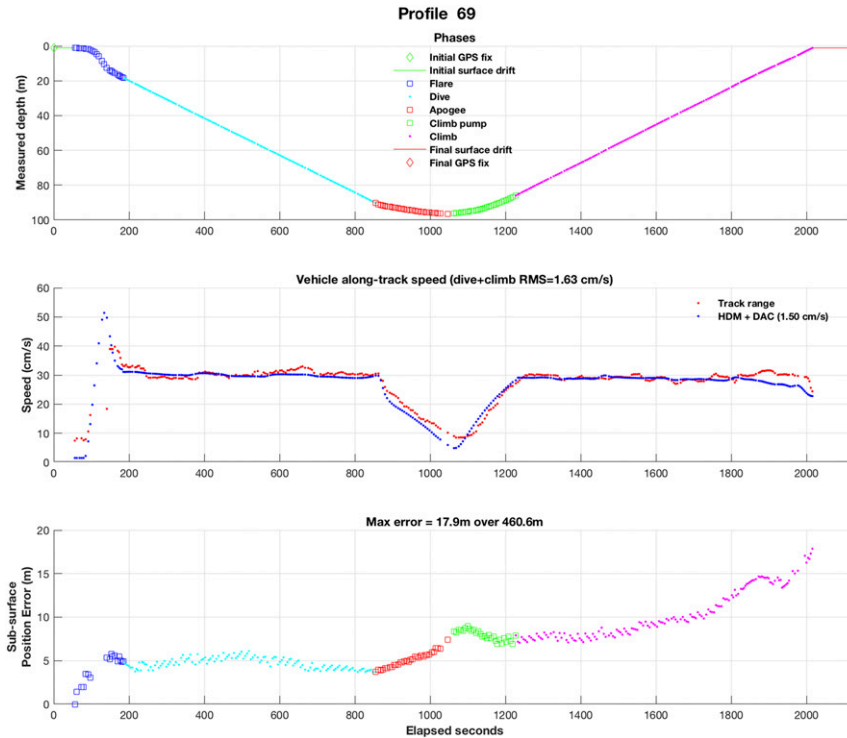 Profile 69
Phases
Initial GPS fix
Initial surface drift
Flare
Dive
Apogee
Climb pump
Climb
Final surface drift
Final GPS fix
Measured depth (m)
0
20
40
60
80
100
0 200 400 600 800 1000 1200 1400 1600 1800 2000
Vehicle along-track speed (dive+climb RMS=1.63 cm/s)
Track range
HDM + DAC (1.50 cm/s)
Speed (cm/s)
60
50
40
30
20
10
0
0 200 400 600 800 1000 1200 1400 1600 1800 2000
Max error = 17.9m over 460.6m
Sub-surface
Position Error (m)
20
15
10
5
0
0 200 400 600 800 1000 1200 1400 1600 1800 2000
Elapsed seconds